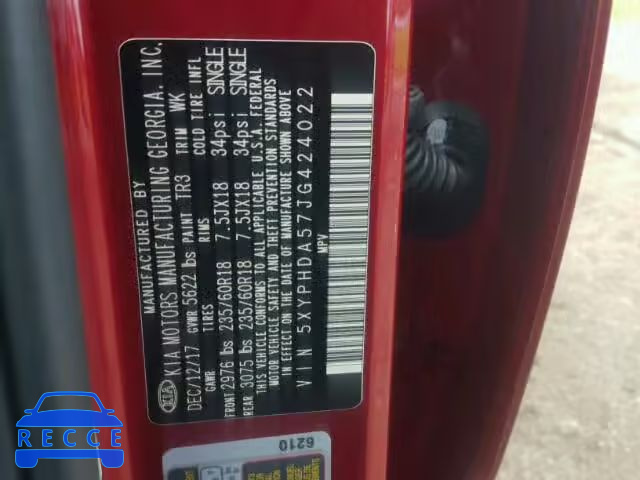 MANUFACTURED BY
KIA KIA MOTORS MANUFACTURING GEORGIA, INC.
DEC/12/17 GVWR 5622 lbs PAINT TR3 TRIM WK
GAWR TIRES RIMS COLD TIRE INFL
FRONT 2976 lbs 235/60R18 7.5JX18 34psi SINGLE
REAR 3075 lbs 235/60R18 7.5JX18 34psi SINGLE
THIS VEHICLE CONFORMS TO ALL APPLICABLE U.S.A. FEDERAL
MOTOR VEHICLE SAFETY AND THEFT PREVENTION STANDARDS
IN EFFECT ON THE DATE OF MANUFACTURE SHOWN ABOVE
VIN 5XYPHDA57JG424022
MPV
6210
RECCE